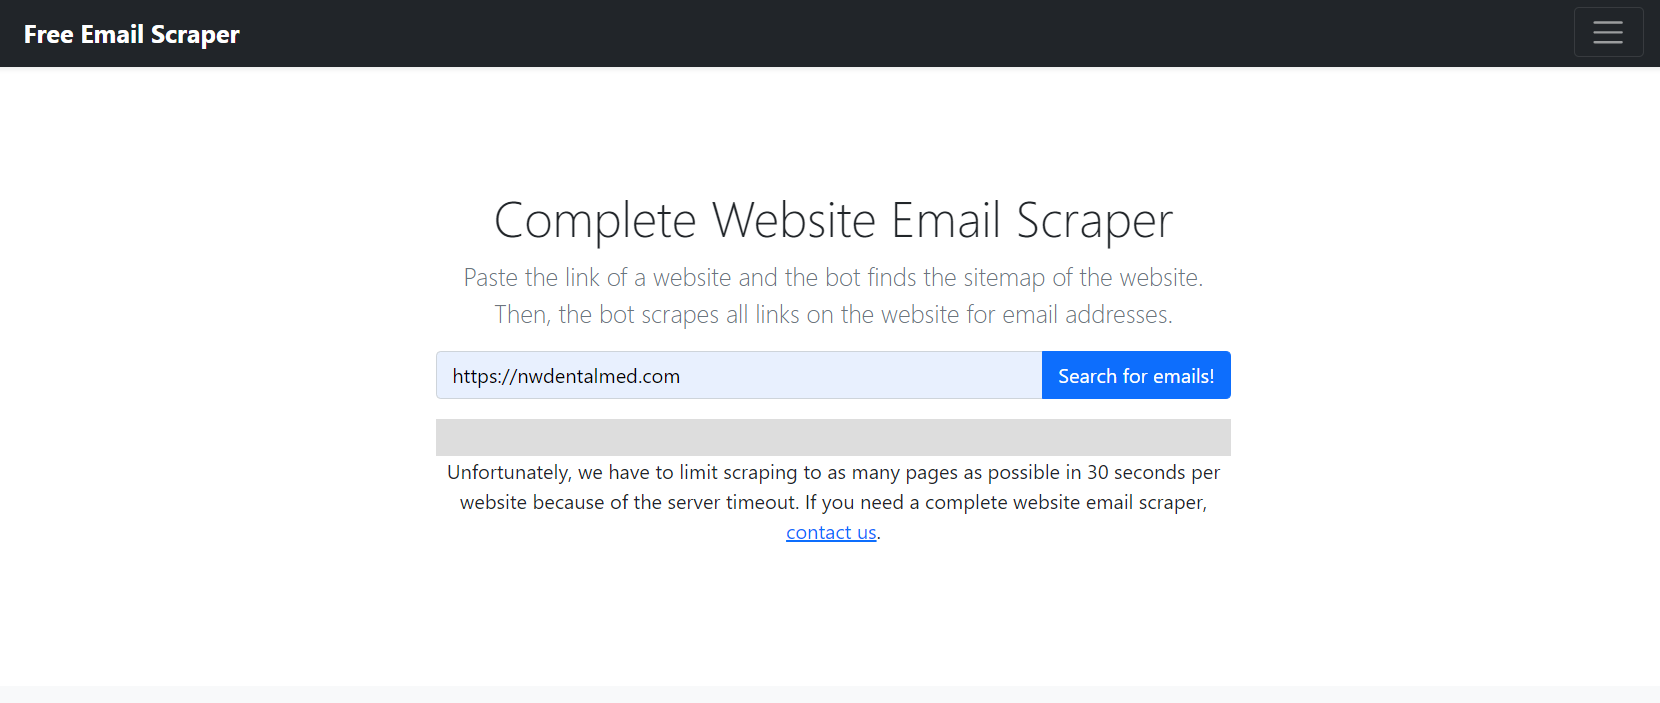 Free Email Scraper
Complete Website Email Scraper
Paste the link of a website and the bot finds the sitemap of the website.
Then, the bot scrapes all links on the website for email addresses.
https://nwdentalmed.com
Search for emails!
Unfortunately, we have to limit scraping to as many pages as possible in 30 seconds per
website because of the server timeout. If you need a complete website email scraper,
contact us.